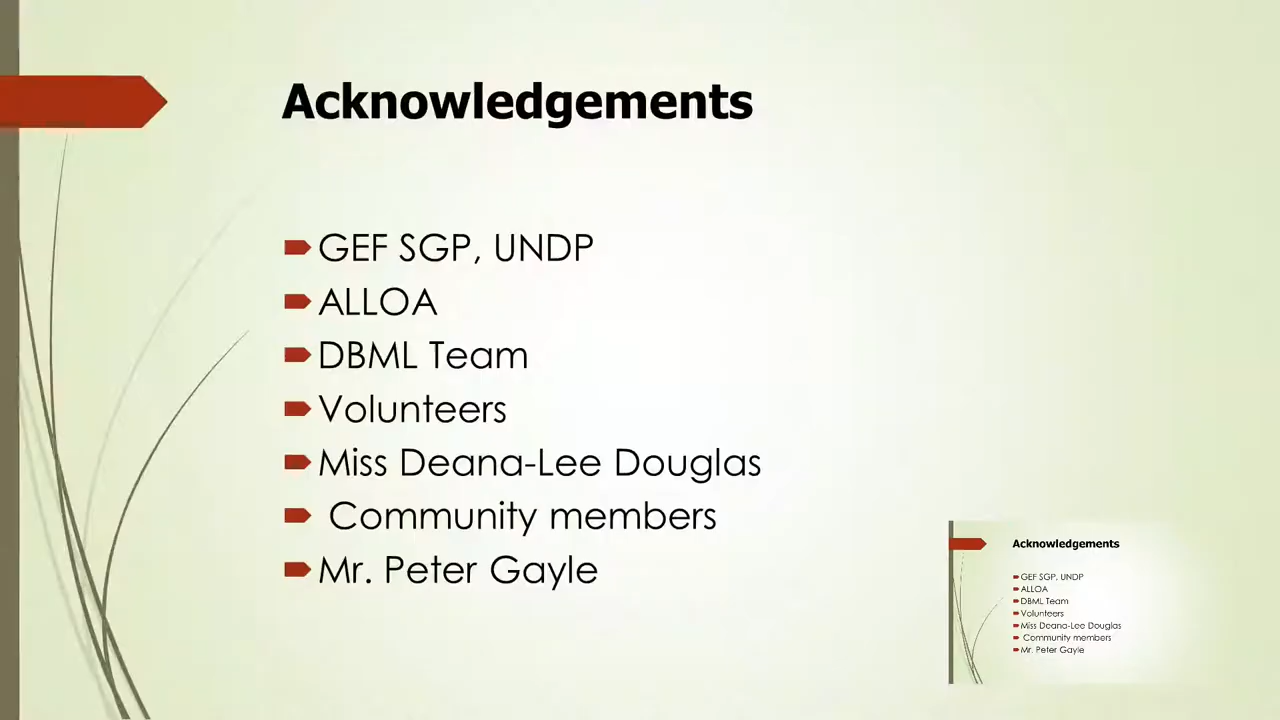 Acknowledgements
GEF SGP, UNDP
ALLOA
DBML Team
Volunteers
Miss Deana-Lee Douglas
Community members
Mr. Peter Gayle
Acknowledgements
GEF SGP, UNDP
ALLOA
DBML Team
Volunteers
Miss Deana-Lee Douglas
Community members
Mr. Peter Gayle